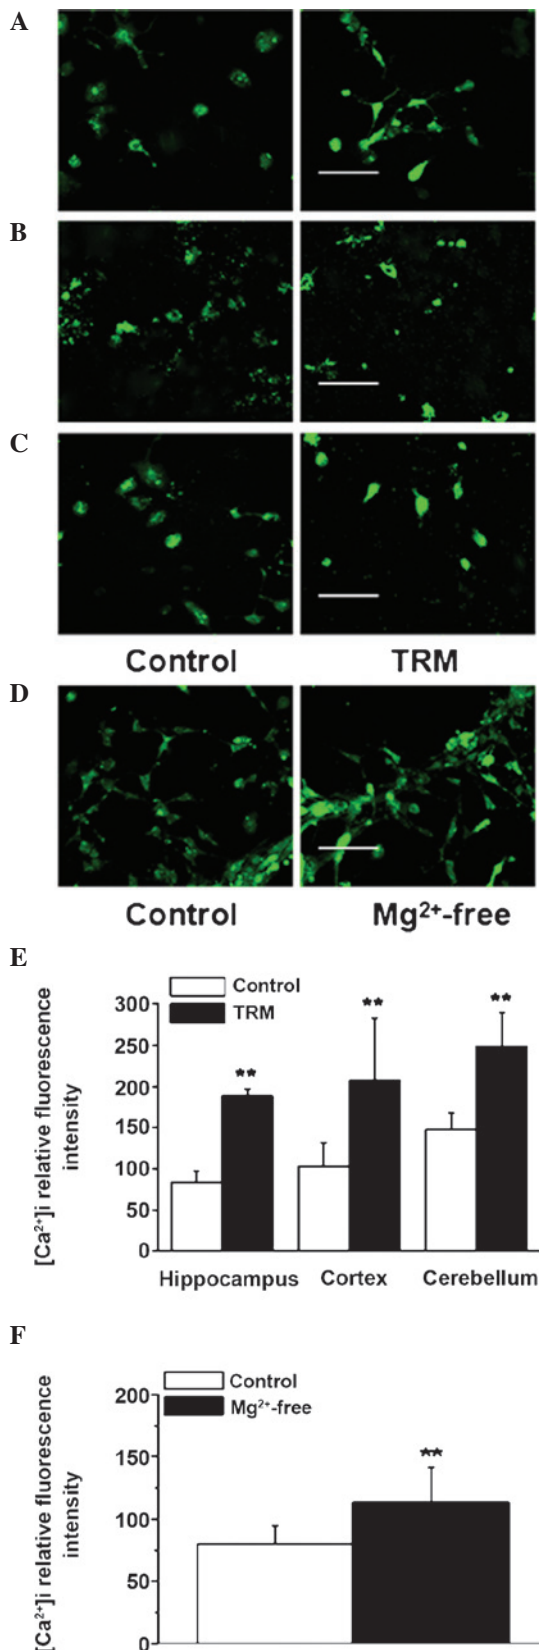 A
B
C
Control TRM
D
Control Mg²⁺-free
E
[Ca²⁺]i relative fluorescence
intensity
Control
TRM
300
250
200
150
100
50
0
** ** **
Hippocampus Cortex Cerebellum
F
[Ca²⁺]i relative fluorescence
intensity
Control
Mg²⁺-free
200
150
100
50
0
**